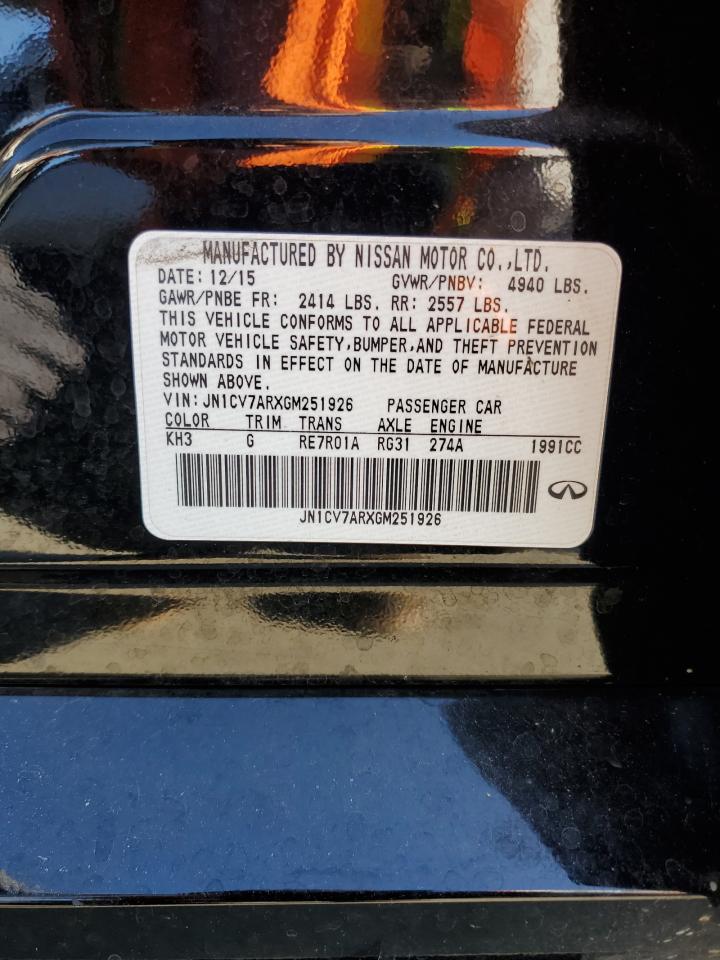 MANUFACTURED BY NISSAN MOTOR CO.,LTD.
DATE: 12/15 GVWR/PNBV: 4940 LBS.
GAWR/PNBE FR: 2414 LBS. RR: 2557 LBS.
THIS VEHICLE CONFORMS TO ALL APPLICABLE FEDERAL
MOTOR VEHICLE SAFETY,BUMPER,AND THEFT PREVENTION
STANDARDS IN EFFECT ON THE DATE OF MANUFACTURE
SHOWN ABOVE.
VIN: JN1CV7ARXGM251926 PASSENGER CAR
COLOR TRIM TRANS AXLE ENGINE
KH3 G RE7R01A RG31 274A 1991CC
JN1CV7ARXGM251926